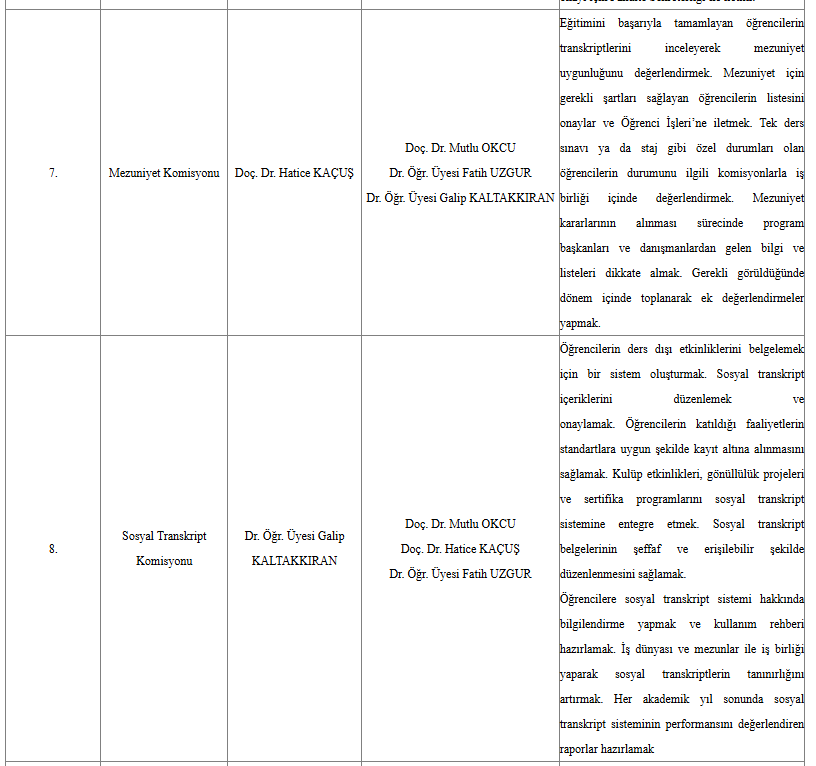 Eğitimini başarıyla tamamlayan öğrencilerin
transkriptlerini inceleyerek mezuniyet
uygunluğunu değerlendirmek. Mezuniyet için
gerekli şartları sağlayan öğrencilerin listesini
onaylar ve Öğrenci İşleri’ne iletmek. Tek ders
sınavı ya da staj gibi özel durumları olan
öğrencilerin durumunu ilgili komisyonlarla iş
birliği içinde değerlendirmek. Mezuniyet
kararlarının alınması sürecinde program
başkanları ve danışmanlardan gelen bilgi ve
listeleri dikkate almak. Gerekli görüldüğünde
dönem içinde toplanarak ek değerlendirmeler
yapmak.
7.
Mezuniyet Komisyonu
Doç. Dr. Hatice KAÇUŞ
Doç. Dr. Mutlu OKCU
Dr. Öğr. Üyesi Fatih UZGUR
Dr. Öğr. Üyesi Galip KALTAKKIRAN
8.
Sosyal Transkript
Komisyonu
Dr. Öğr. Üyesi Galip
KALTAKKIRAN
Doç. Dr. Mutlu OKCU
Doç. Dr. Hatice KAÇUŞ
Dr. Öğr. Üyesi Fatih UZGUR
Öğrencilerin ders dışı etkinliklerini belgelemek
için bir sistem oluşturmak. Sosyal transkript
içeriklerini düzenlemek ve
onaylamak. Öğrencilerin katıldığı faaliyetlerin
standartlara uygun şekilde kayıt altına alınmasını
sağlamak. Kulüp etkinlikleri, gönüllülük projeleri
ve sertifika programlarını sosyal transkript
sistemine entegre etmek. Sosyal transkript
belgelerinin şeffaf ve erişilebilir şekilde
düzenlenmesini sağlamak.
Öğrencilere sosyal transkript sistemi hakkında
bilgilendirme yapmak ve kullanım rehberi
hazırlamak. İş dünyası ve mezunlar ile iş birliği
yaparak sosyal transkriptlerin tanınırlığını
artırmak. Her akademik yıl sonunda sosyal
transkript sisteminin performansını değerlendiren
raporlar hazırlamak